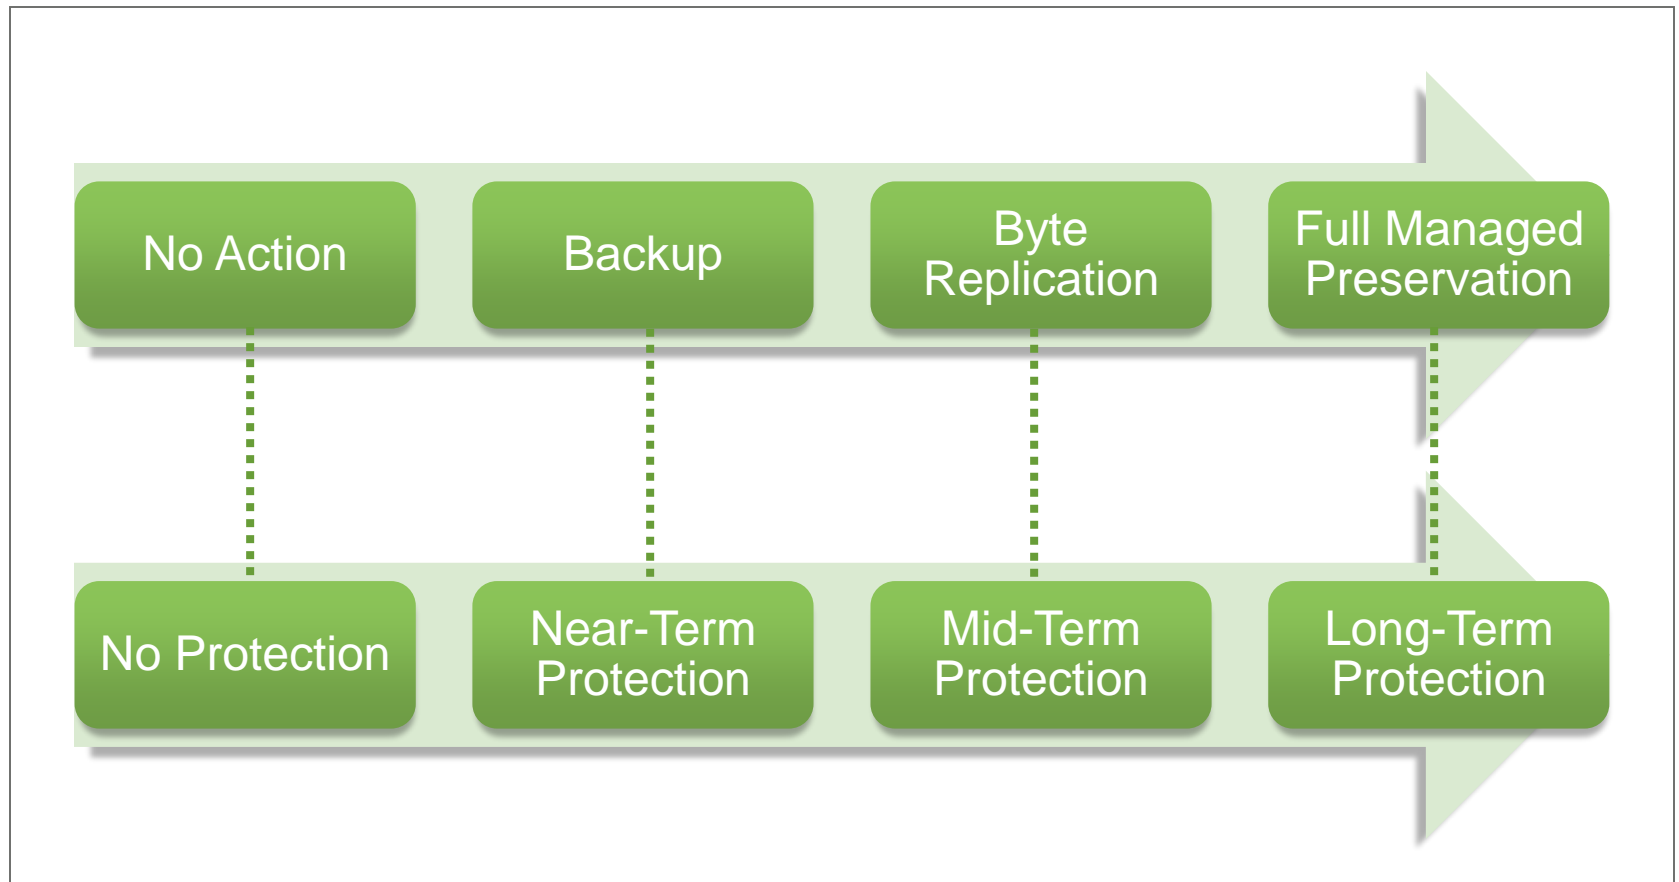 No Action
Backup
Byte
Replication
Full Managed
Preservation
No Protection
Near-Term
Protection
Mid-Term
Protection
Long-Term
Protection